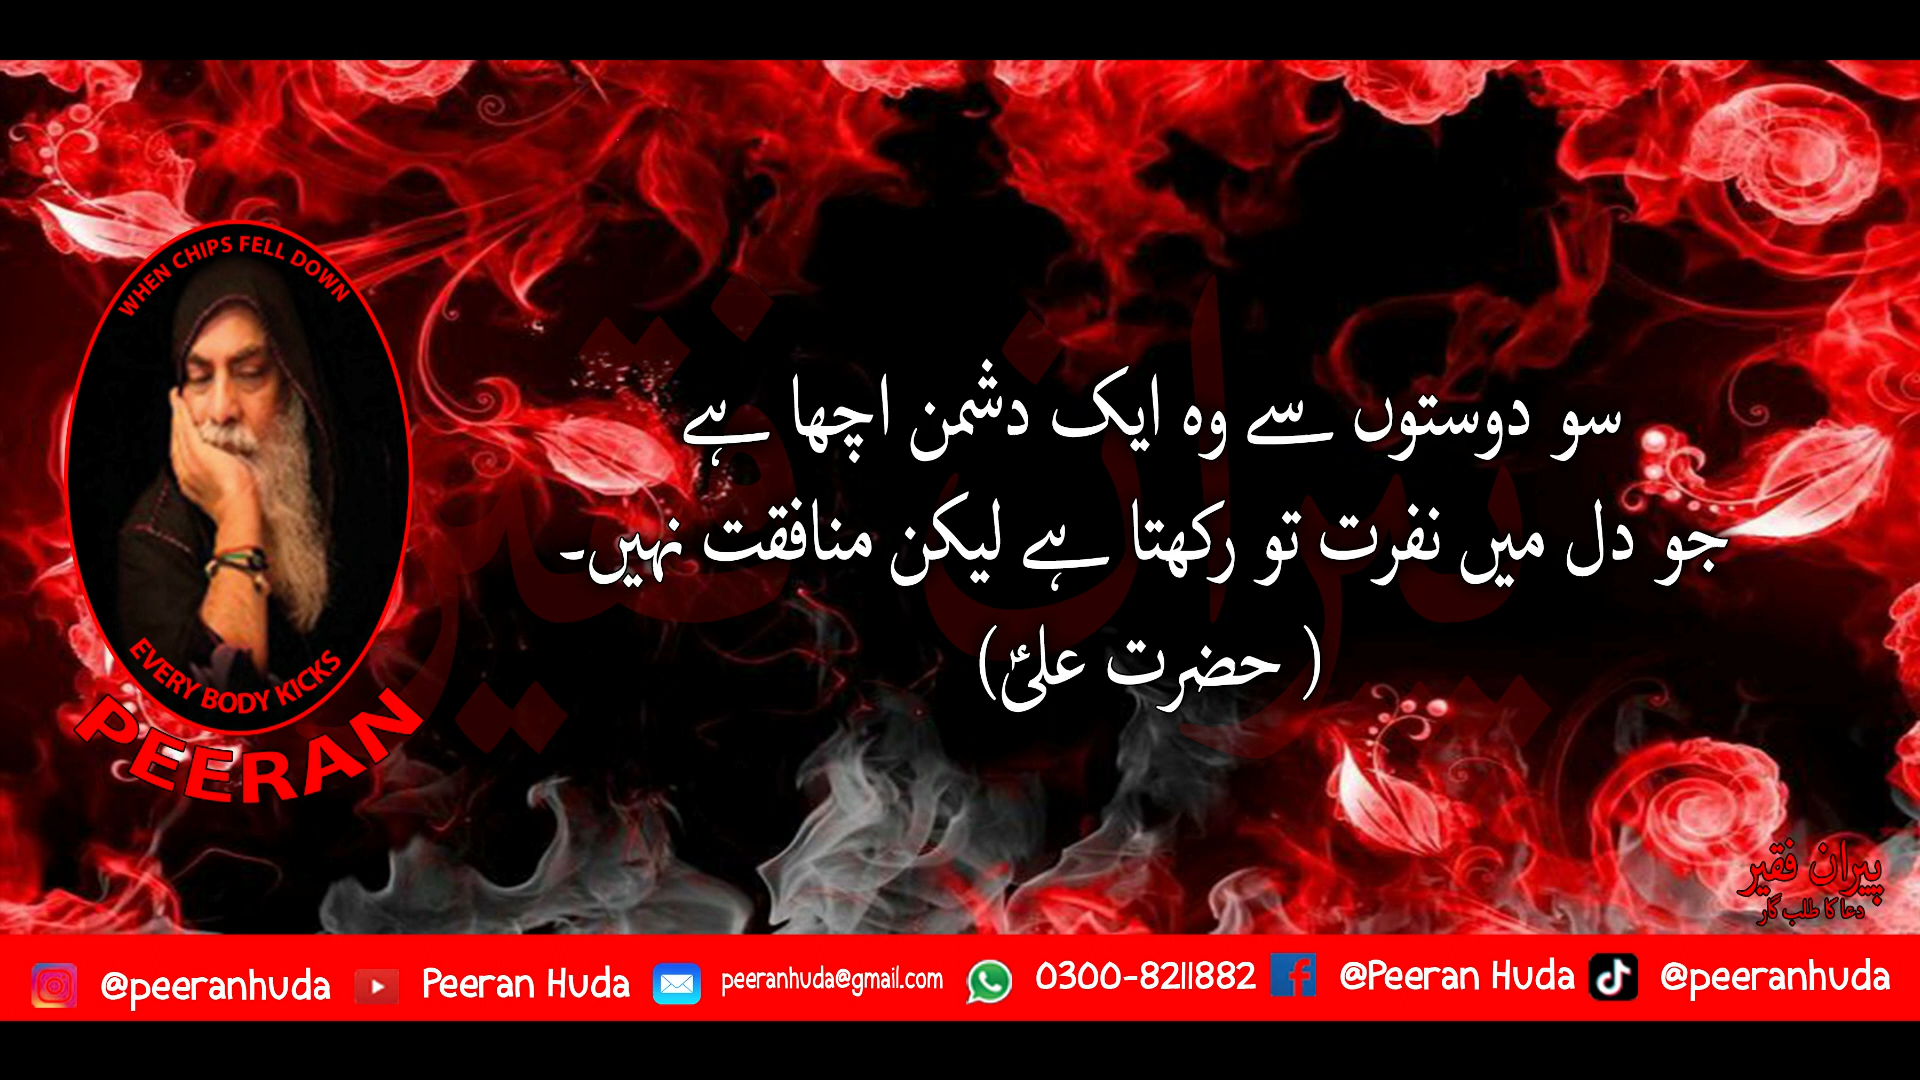 WHEN CHIPS FELL DOWN
EVERY BODY KICKS
PEERAN
پیران فقیر
سو دوستوں سے وہ ایک دشمن اچھا ہے
جو دل میں نفرت تو رکھتا ہے لیکن منافقت نہیں۔
( حضرت علیؑ)
پیران فقیر
دعا کا طلب گار
@peeranhuda Peeran Huda peeranhuda@gmail.com 0300-8211882 @Peeran Huda @peeranhuda